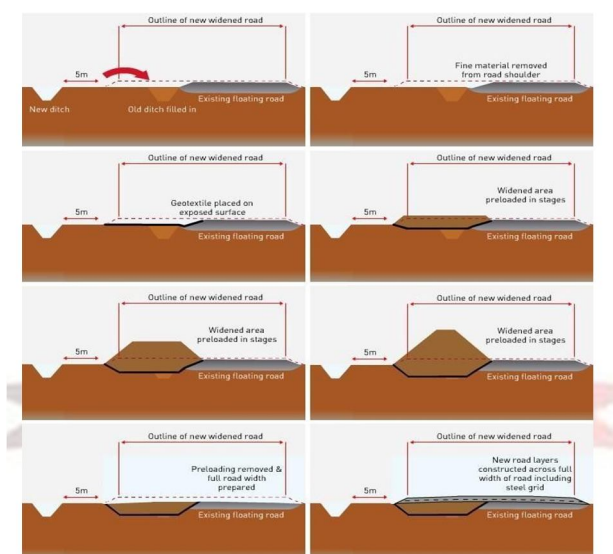 Outline of new widened road
5m
New ditch
Old ditch filled in
Existing floating road
Outline of new widened road
5m
Fine material removed
from road shoulder
Existing floating road
Outline of new widened road
5m
Geotextile placed on
exposed surface
Existing floating road
Outline of new widened road
5m
Widened area
preloaded in stages
Existing floating road
Outline of new widened road
5m
Widened area
preloaded in stages
Existing floating road
Outline of new widened road
5m
Widened area
preloaded in stages
Existing floating road
Outline of new widened road
5m
Preloading removed &
full road width
prepared
Existing floating road
Outline of new widened road
5m
New road layers
constructed across full
width of road including
steel grid
Existing floating road